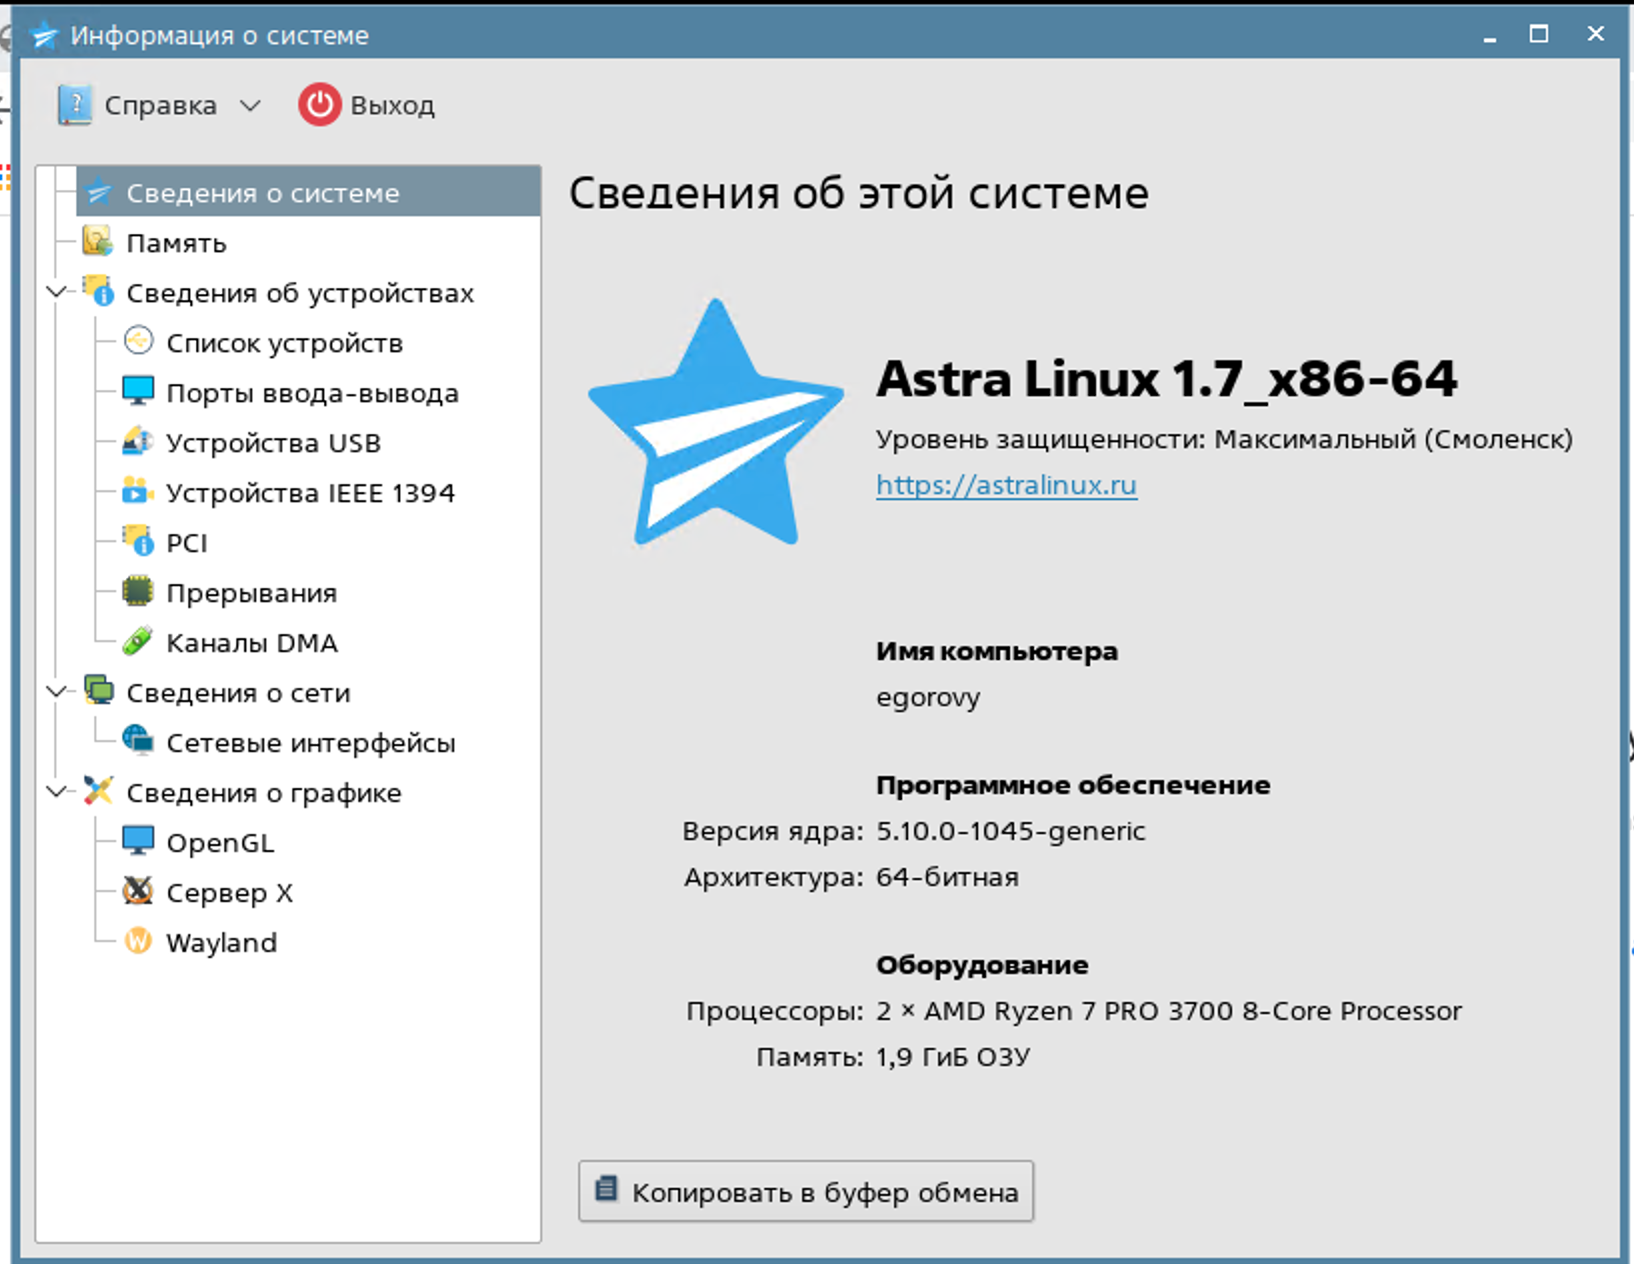 Информация о системе
Справка
Выход
Сведения о системе
Память
Сведения об устройствах
Список устройств
Порты ввода-вывода
Устройства USB
Устройства IEEE 1394
PCI
Прерывания
Каналы DMA
Сведения о сети
Сетевые интерфейсы
Сведения о графике
OpenGL
Сервер X
Wayland
Сведения об этой системе
Astra Linux 1.7_x86-64
Уровень защищенности: Максимальный (Смоленск)
https://astralinux.ru
Имя компьютера
egorovy
Программное обеспечение
Версия ядра: 5.10.0-1045-generic
Архитектура: 64-битная
Оборудование
Процессоры: 2 × AMD Ryzen 7 PRO 3700 8-Core Processor
Память: 1,9 ГиБ ОЗУ
Копировать в буфер обмена